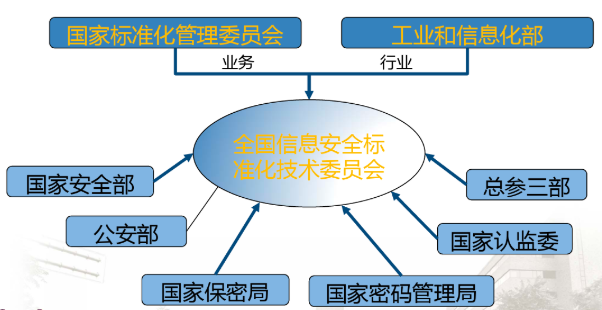 国家标准化管理委员会
工业和信息化部
业务
行业
全国信息安全标
准化技术委员会
国家安全部
总参三部
公安部
国家认监委
国家保密局
国家密码管理局